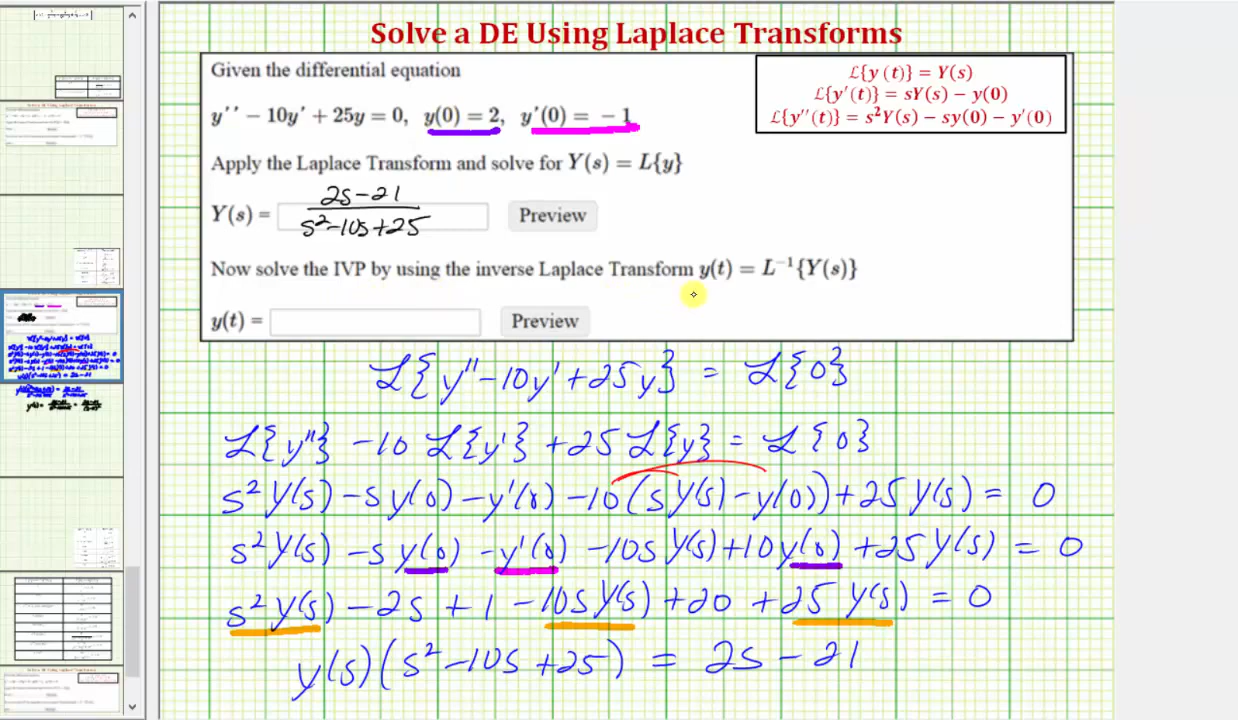 Solve a DE Using Laplace Transforms
Given the differential equation
y'' − 10y' + 25y = 0, y(0) = 2, y'(0) = −1
ℒ{y (t)} = Y(s)
ℒ{y'(t)} = sY(s) − y(0)
ℒ{y''(t)} = s²Y(s) − sy(0) − y'(0)
Apply the Laplace Transform and solve for Y(s) = L{y}
2s−21
Y(s) = Preview
s²−10s+25
Now solve the IVP by using the inverse Laplace Transform y(t) = L⁻¹{Y(s)}
y(t) = Preview
ℒ{y''−10y'+25y} = ℒ{0}
ℒ{y''} −10 ℒ{y'} +25 ℒ{y} = ℒ{0}
s²Y(s) −sy(0) −y'(0) −10(sY(s) −y(0)) +25Y(s) = 0
s²Y(s) −sy(0) −y'(0) −10sY(s) +10y(0) +25Y(s) = 0
s²Y(s) −2s +1 −10sY(s) +20 +25Y(s) = 0
y(s)(s²−10s+25) = 2s −21